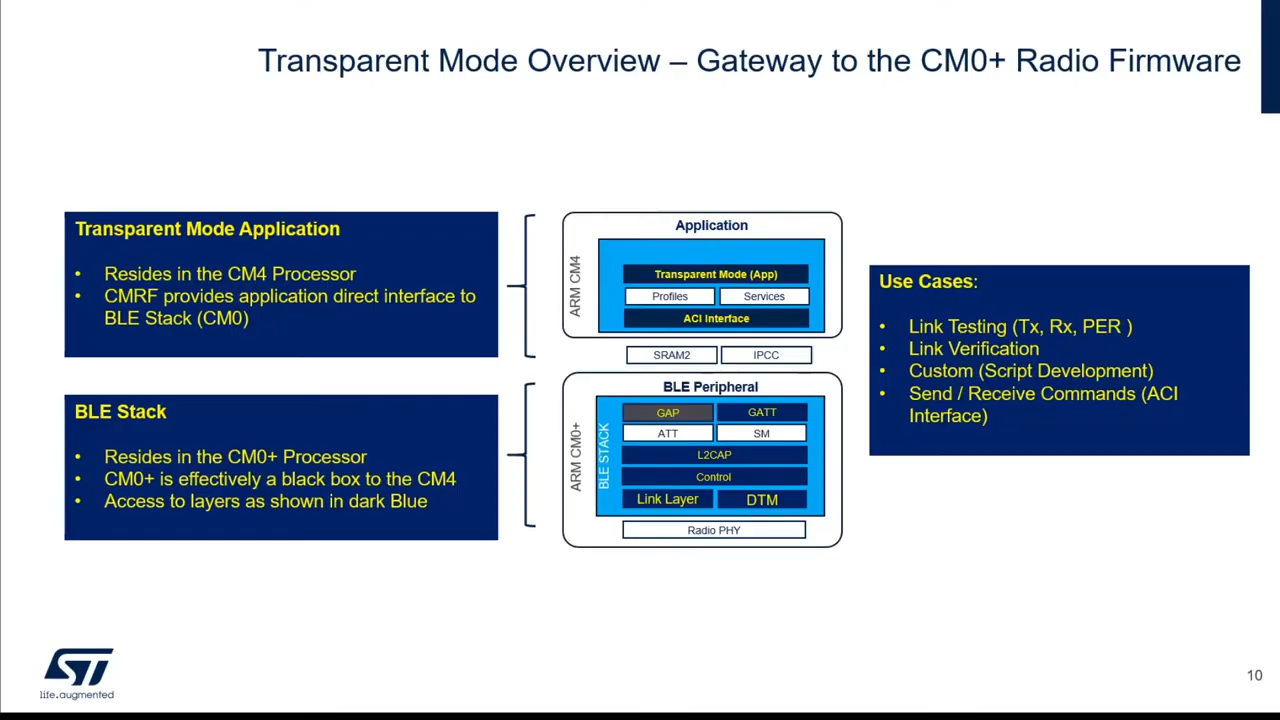 Transparent Mode Overview – Gateway to the CM0+ Radio Firmware
Transparent Mode Application
• Resides in the CM4 Processor
• CMRF provides application direct interface to
BLE Stack (CM0)
BLE Stack
• Resides in the CM0+ Processor
• CM0+ is effectively a black box to the CM4
• Access to layers as shown in dark Blue
Application
ARM CM4
Transparent Mode (App)
Profiles
Services
ACI Interface
SRAM2
IPCC
BLE Peripheral
ARM CM0+
BLE STACK
GAP
GATT
ATT
SM
L2CAP
Control
Link Layer
DTM
Radio PHY
Use Cases:
• Link Testing (Tx, Rx, PER )
• Link Verification
• Custom (Script Development)
• Send / Receive Commands (ACI
Interface)
ST
life.augmented
10